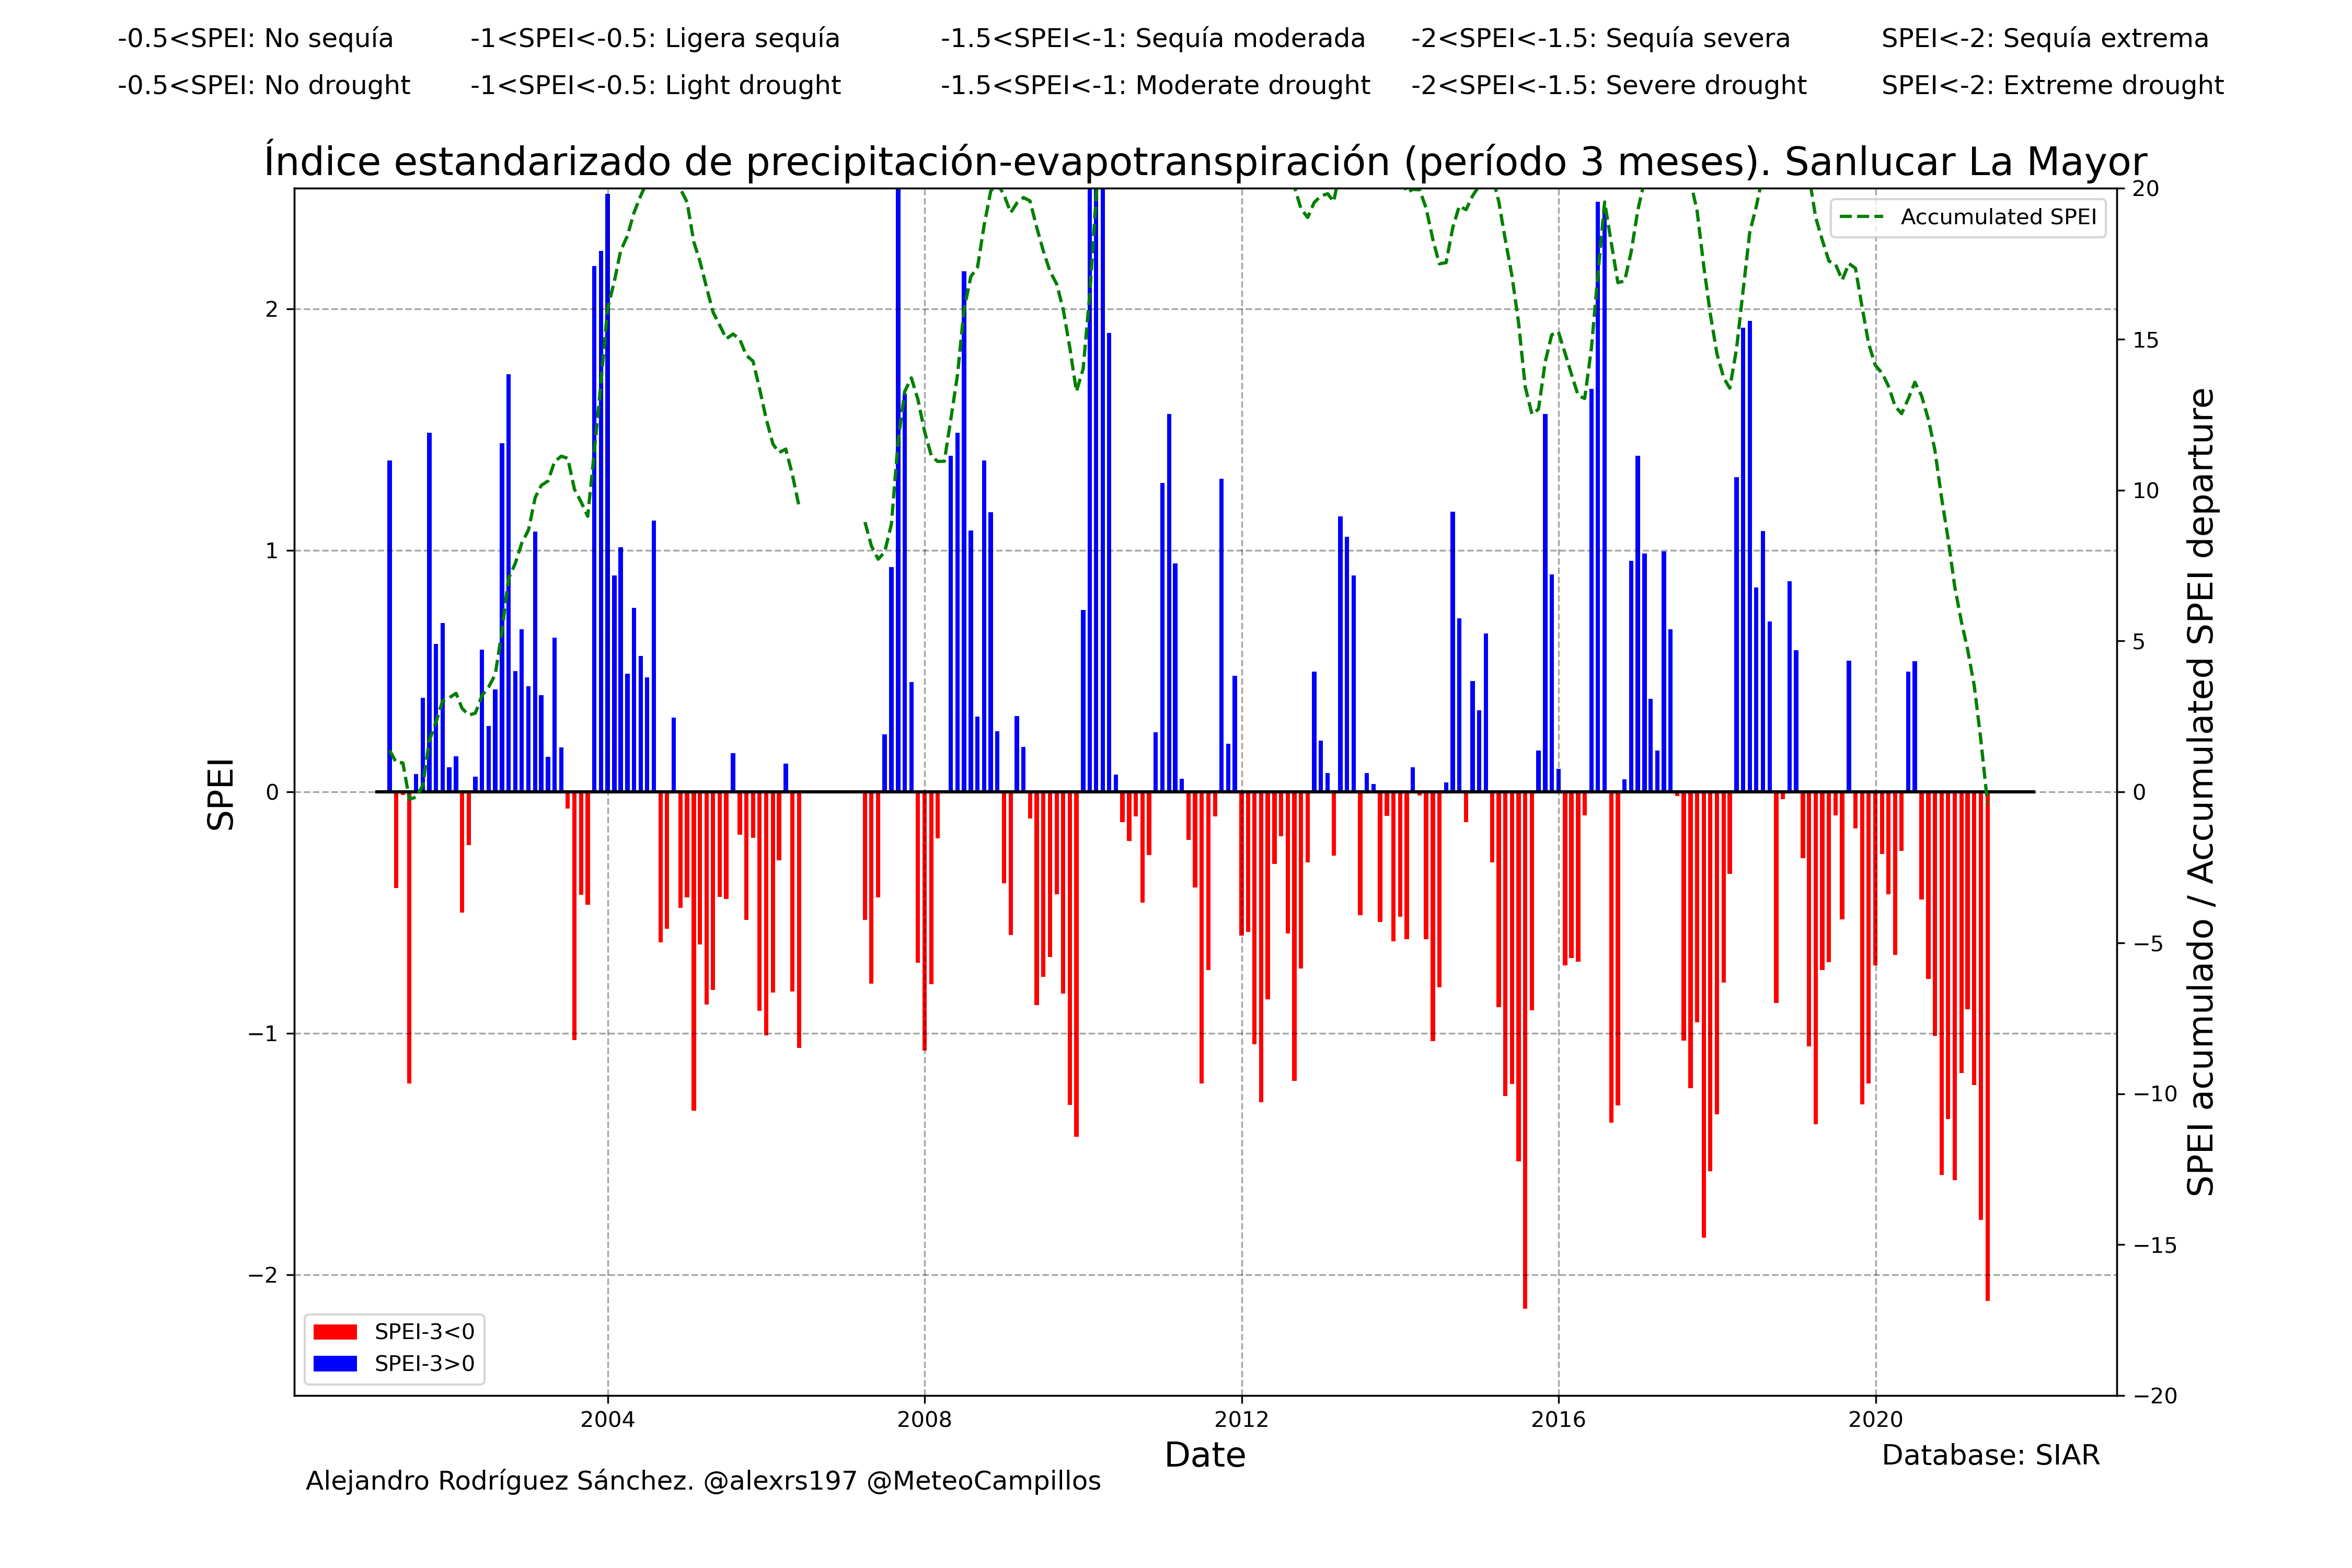 -0.5<SPEI: No sequía -1<SPEI<-0.5: Ligera sequía -1.5<SPEI<-1: Sequía moderada -2<SPEI<-1.5: Sequía severa SPEI<-2: Sequía extrema
-0.5<SPEI: No drought -1<SPEI<-0.5: Light drought -1.5<SPEI<-1: Moderate drought -2<SPEI<-1.5: Severe drought SPEI<-2: Extreme drought
Índice estandarizado de precipitación-evapotranspiración (período 3 meses). Sanlucar La Mayor
Accumulated SPEI
SPEI
2
1
0
−1
−2
20
15
10
5
0
−5
−10
−15
−20
SPEI acumulado / Accumulated SPEI departure
SPEI-3<0
SPEI-3>0
2004 2008 2012 2016 2020
Date
Database: SIAR
Alejandro Rodríguez Sánchez. @alexrs197 @MeteoCampillos